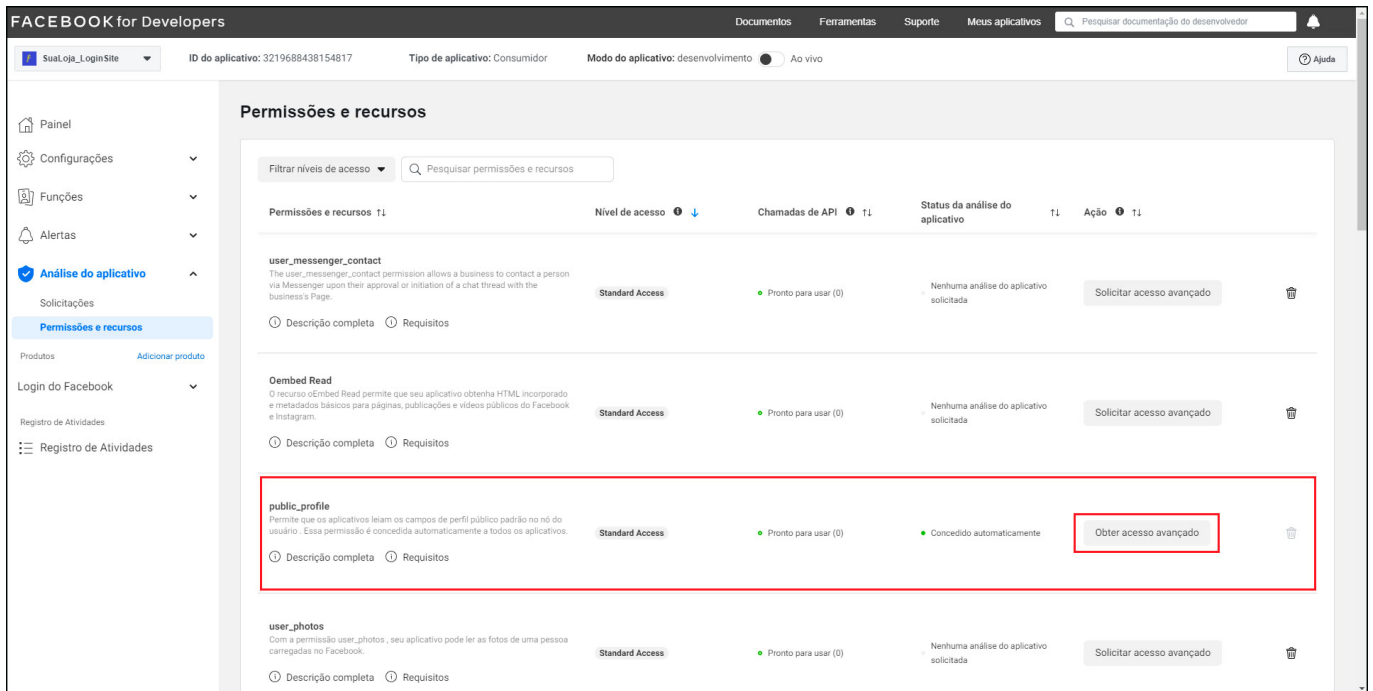 FACEBOOK for Developers
Documentos Ferramentas Suporte Meus aplicativos Pesquisar documentação do desenvolvedor
SuaLoja_LoginSite ID do aplicativo: 3219688438154817 Tipo de aplicativo: Consumidor Modo do aplicativo: desenvolvimento Ao vivo Ajuda
Painel
Configurações
Funções
Alertas
Análise do aplicativo
Solicitações
Permissões e recursos
Produtos Adicionar produto
Login do Facebook
Registro de Atividades
Registro de Atividades
Permissões e recursos
Filtrar níveis de acesso Pesquisar permissões e recursos
Permissões e recursos Nível de acesso Chamadas de API Status da análise do
aplicativo Ação
user_messenger_contact
The user_messenger_contact permission allows a business to contact a person
via Messenger upon their approval or initiation of a chat thread with the
business's Page.
Standard Access Pronto para usar (0) Nenhuma análise do aplicativo
solicitada Solicitar acesso avançado
Descrição completa Requisitos
Oembed Read
O recurso oEmbed Read permite que seu aplicativo obtenha HTML incorporado
e metadados básicos para páginas, publicações e vídeos públicos do Facebook
e Instagram.
Standard Access Pronto para usar (0) Nenhuma análise do aplicativo
solicitada Solicitar acesso avançado
Descrição completa Requisitos
public_profile
Permite que os aplicativos leiam os campos de perfil público padrão no nó do
usuário . Essa permissão é concedida automaticamente a todos os aplicativos.
Standard Access Pronto para usar (0) Concedido automaticamente Obter acesso avançado
Descrição completa Requisitos
user_photos
Com a permissão user_photos , seu aplicativo pode ler as fotos de uma pessoa
carregadas no Facebook.
Standard Access Pronto para usar (0) Nenhuma análise do aplicativo
solicitada Solicitar acesso avançado
Descrição completa Requisitos